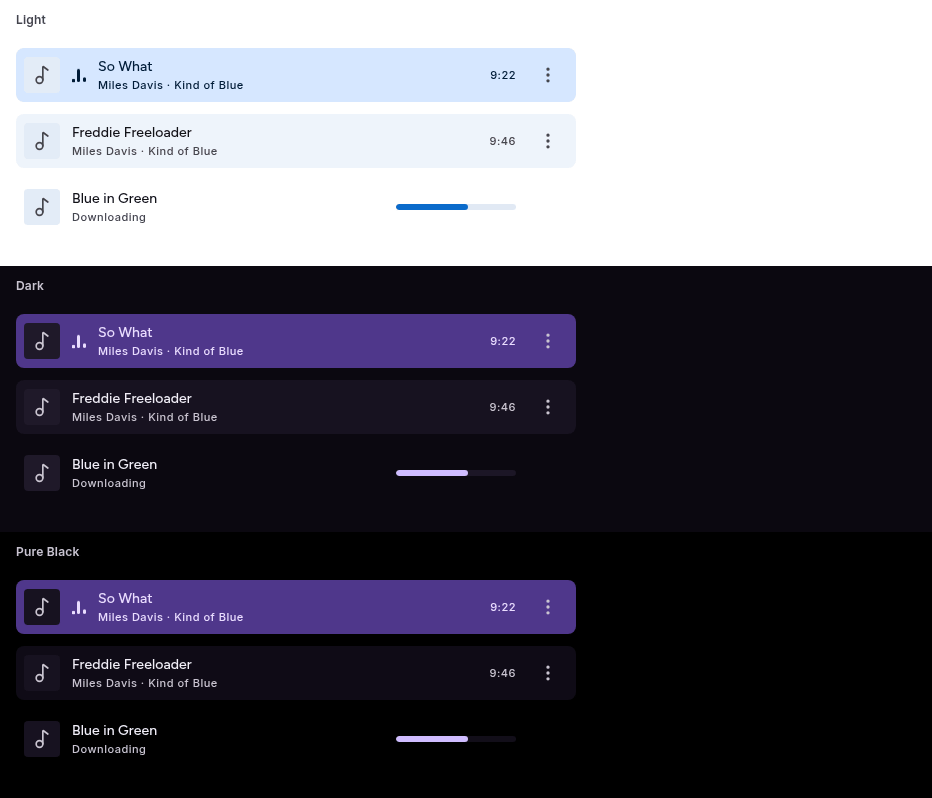 Light
So What
Miles Davis · Kind of Blue
9:22
Freddie Freeloader
Miles Davis · Kind of Blue
9:46
Blue in Green
Downloading
Dark
So What
Miles Davis · Kind of Blue
9:22
Freddie Freeloader
Miles Davis · Kind of Blue
9:46
Blue in Green
Downloading
Pure Black
So What
Miles Davis · Kind of Blue
9:22
Freddie Freeloader
Miles Davis · Kind of Blue
9:46
Blue in Green
Downloading